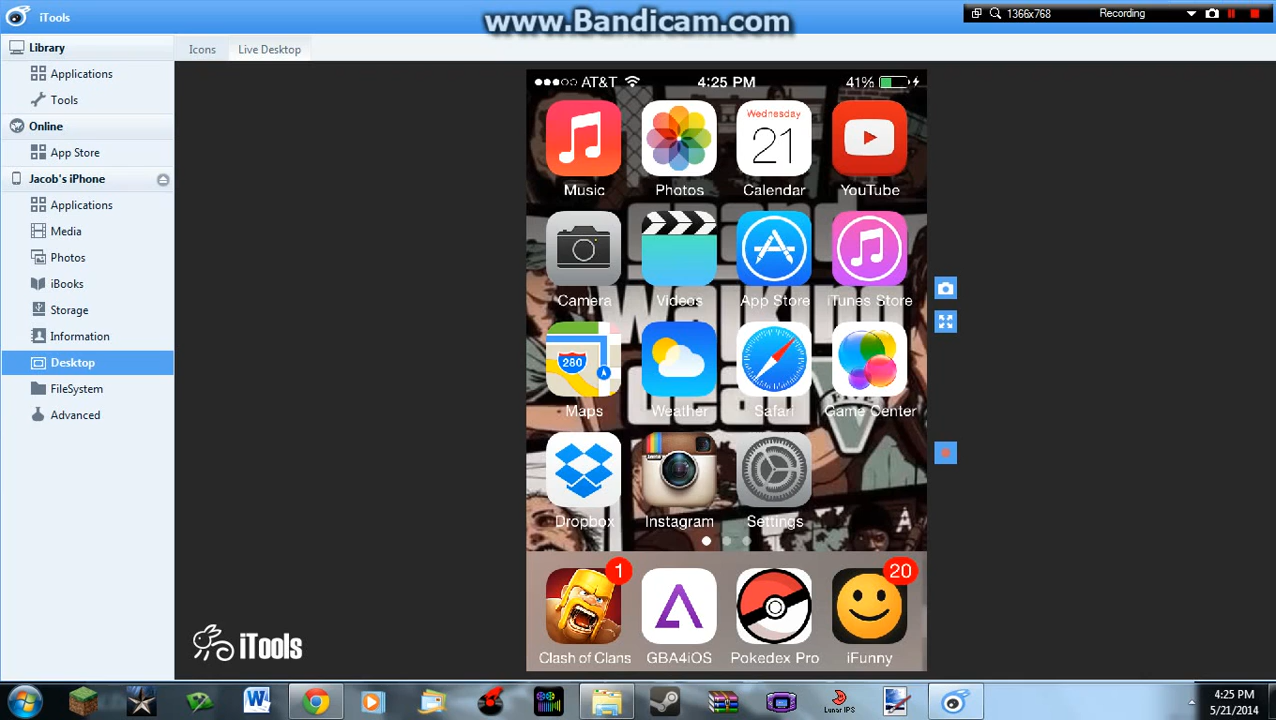 iTools
www.Bandicam.com
1366x768 Recording
Library
Applications
Tools
Online
App Store
Jacob's iPhone
Applications
Media
Photos
iBooks
Storage
Information
Desktop
FileSystem
Advanced
Icons Live Desktop
AT&T 4:25 PM 41%
Wednesday
21
Music Photos Calendar YouTube
Camera Videos App Store iTunes Store
walking
280
Maps Weather Safari Game Center
dead V
Dropbox Instagram Settings
1 20
Clash of Clans GBA4iOS Pokedex Pro iFunny
iTools
W
Lunar IPS
4:25 PM
5/21/2014